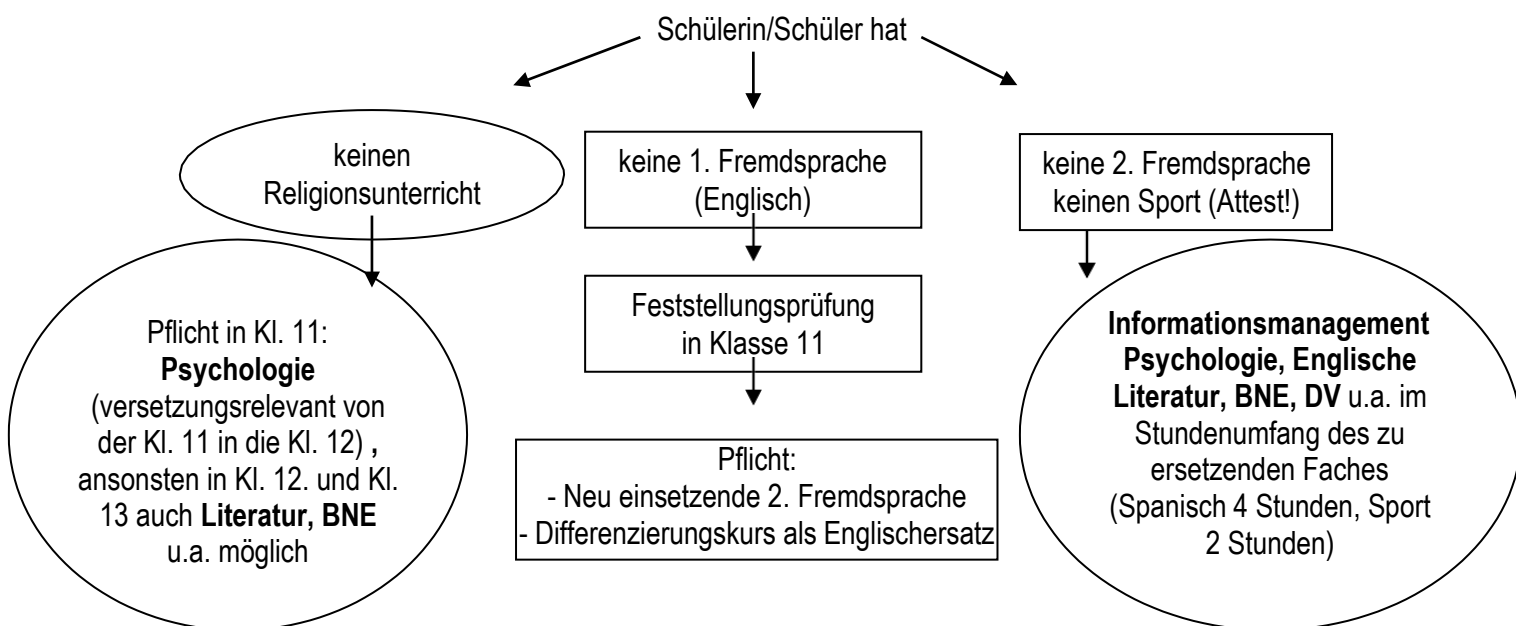 Schülerin/Schüler hat
keinen
Religionsunterricht
keine 1. Fremdsprache
(Englisch)
keine 2. Fremdsprache
keinen Sport (Attest!)
Pflicht in Kl. 11:
Psychologie
(versetzungsrelevant von
der Kl. 11 in die Kl. 12) ,
ansonsten in Kl. 12. und Kl.
13 auch Literatur, BNE
u.a. möglich
Feststellungsprüfung
in Klasse 11
Pflicht:
- Neu einsetzende 2. Fremdsprache
- Differenzierungskurs als Englischersatz
Informationsmanagement
Psychologie, Englische
Literatur, BNE, DV u.a. im
Stundenumfang des zu
ersetzenden Faches
(Spanisch 4 Stunden, Sport
2 Stunden)